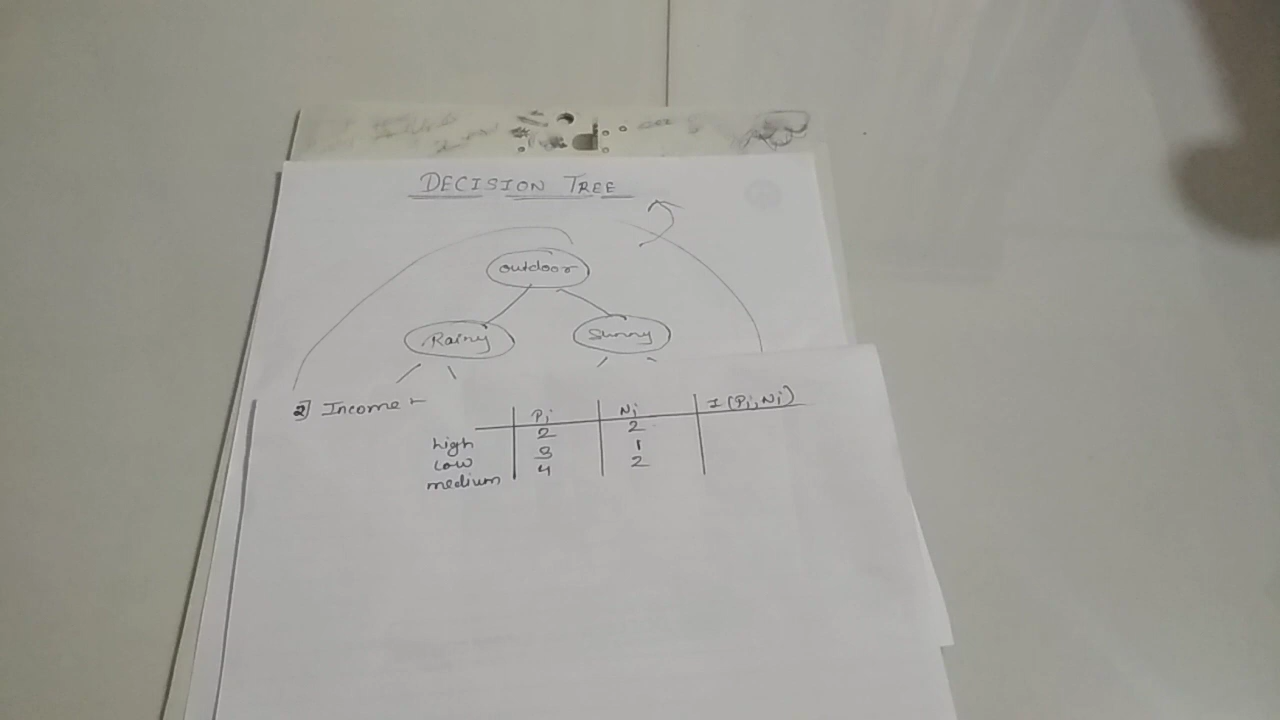 DECISION TREE
outdoor
Rainy Sunny
2] Income
Pi Ni I(Pi,Ni)
high 2 2
Low 3 1
medium 4 2